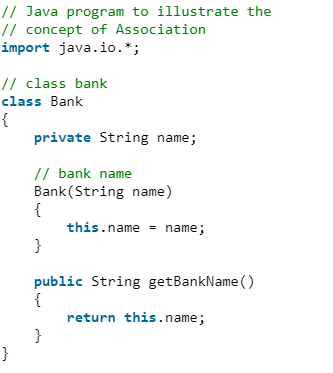 // Java program to illustrate the
// concept of Association
import java.io.*;

// class bank
class Bank
{
    private String name;

    // bank name
    Bank(String name)
    {
        this.name = name;
    }

    public String getBankName()
    {
        return this.name;
    }
}